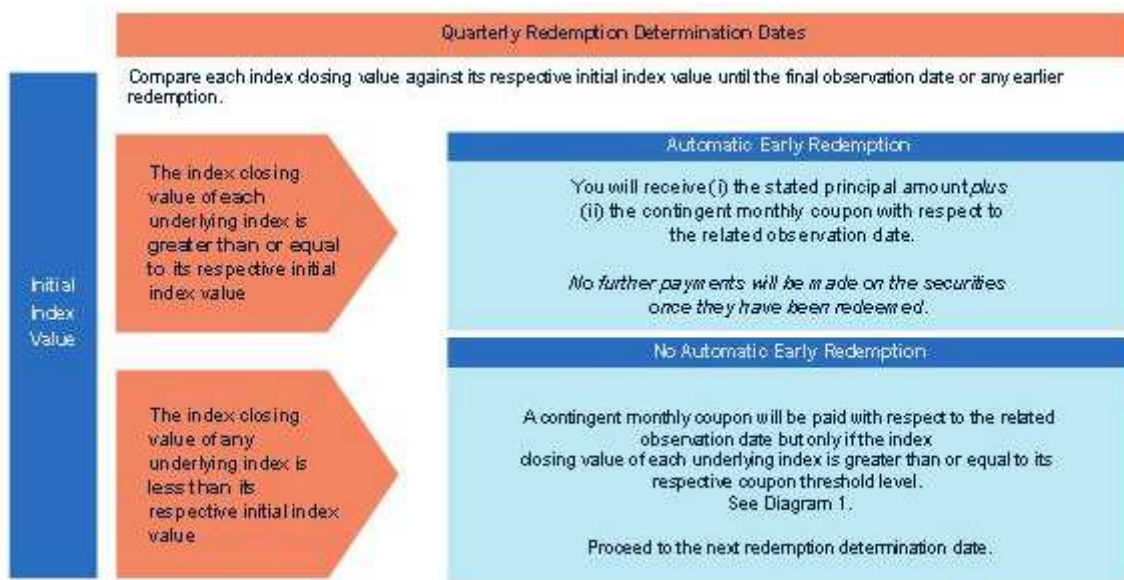 Quarterly Redemption Determination Dates
Compare each index closing value against its respective initial index value until the final observation date or any earlier
redemption.
Initial
Index
Value
The index closing
value of each
underlying index is
greater than or equal
to its respective initial
index value
Automatic Early Redemption
You will receive (i) the stated principal amount plus
(ii) the contingent monthly coupon with respect to
the related observation date.
No further payments will be made on the securities
once they have been redeemed.
The index closing
value of any
underlying index is
less than its
respective initial index
value
No Automatic Early Redemption
A contingent monthly coupon will be paid with respect to the related
observation date but only if the index
closing value of each underlying index is greater than or equal to its
respective coupon threshold level.
See Diagram 1.
Proceed to the next redemption determination date.